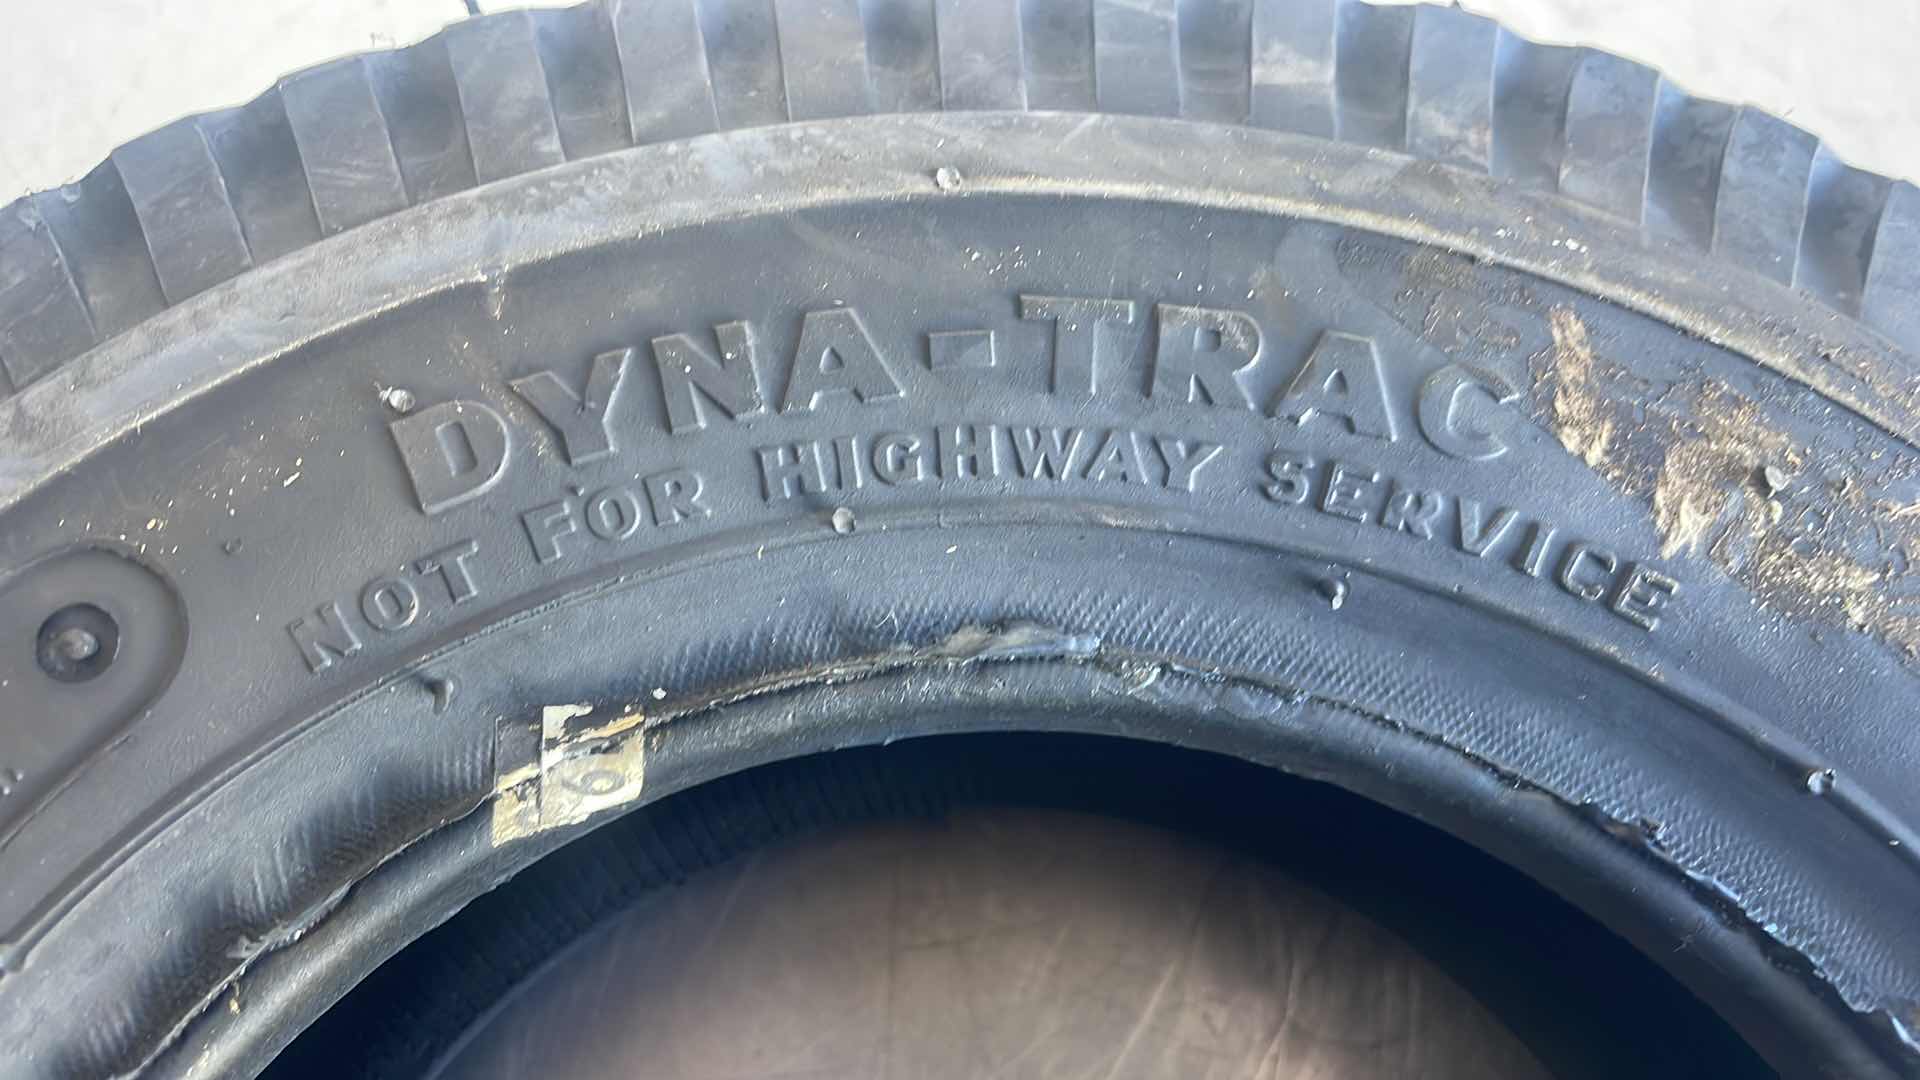 DYNA-TRAC
NOT FOR HIGHWAY SERVICE